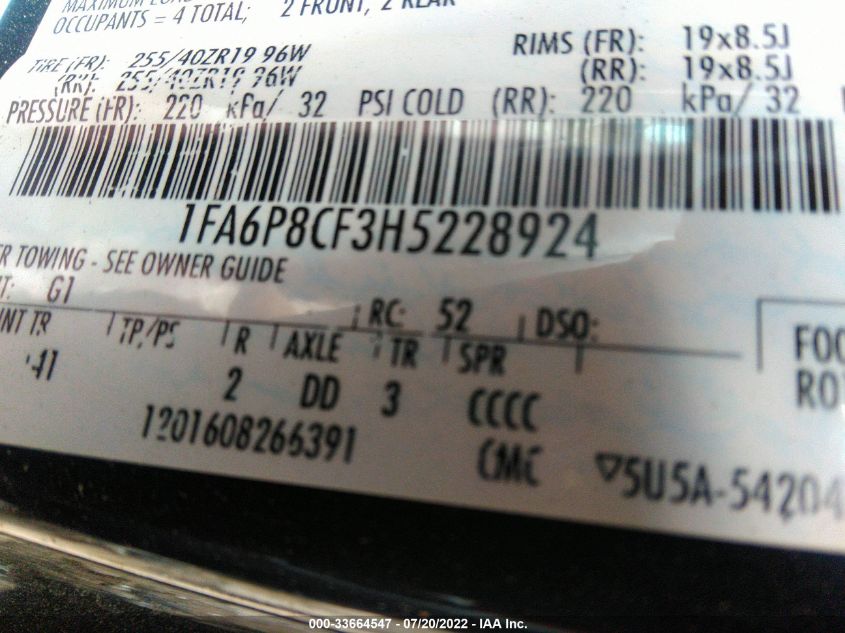 OCCUPANTS = 4 TOTAL; 2 FRONT, 2 REAR
TIRE (FR): 255/40ZR19 96W RIMS (FR): 19x8.5J
(RR): 255/40ZR19 96W (RR): 19x8.5J
PRESSURE (FR): 220 kPa/ 32 PSI COLD (RR): 220 kPa/ 32
1FA6P8CF3H5228924
TOWING - SEE OWNER GUIDE
G1
RC: 52 DSO:
TR TP/PS R AXLE TR SPR
41 2 DD 3 CCCC
1201608266391 CMC ▽5U5A-54204
000-33664547 / 07/20/2022 - IAA Inc.